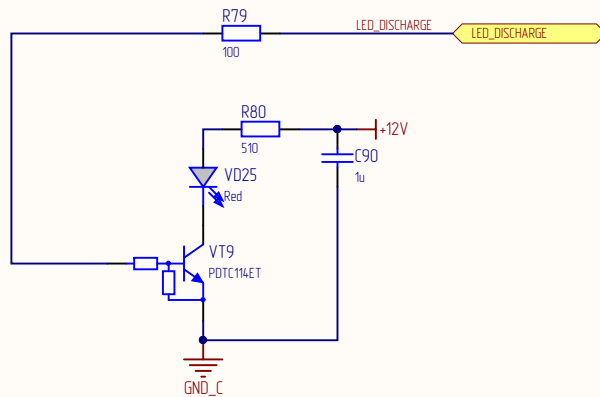 R79
LED_DISCHARGE
LED_DISCHARGE
100
R80
+12V
510
C90
1u
VD25
Red
VT9
PDTC114ET
GND_C